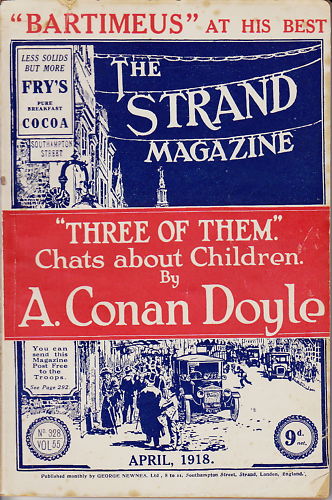 "BARTIMEUS" AT HIS BEST
LESS SOLIDS
BUT MORE
FRY'S
PURE
BREAKFAST
COCOA
SOUTHAMPTON
STREET
THE
STRAND
MAGAZINE
"THREE OF THEM."
Chats about Children.
By
A. Conan Doyle
You can
send this
Magazine
Post Free
to the
Troops.
See Page 292
No. 328
VOL. 55
9d.
net.
APRIL, 1918.
Published monthly by GEORGE NEWNES, Ltd., 8 to 11, Southampton Street, Strand, London, England.